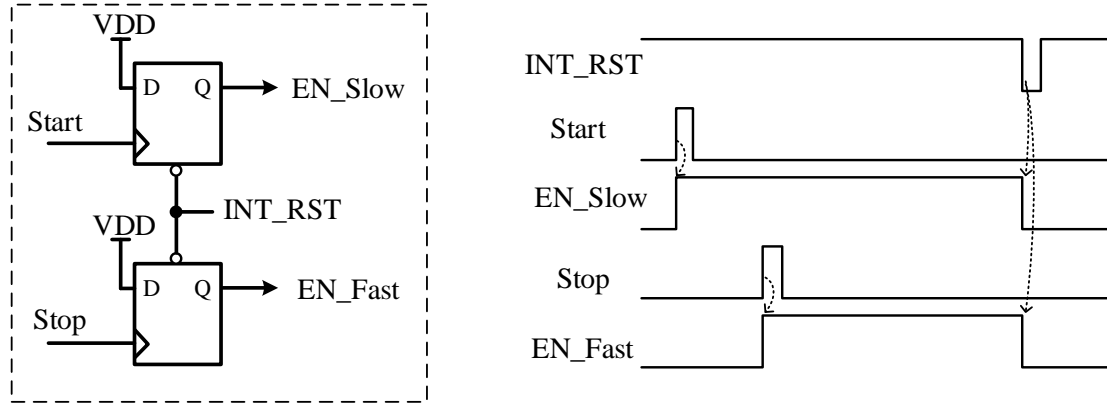 VDD
D Q
EN_Slow
Start
INT_RST
VDD
D Q
EN_Fast
Stop
INT_RST
Start
EN_Slow
Stop
EN_Fast